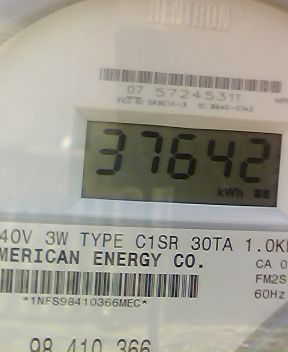 CENTRON
07 57245311
37642
kWh
40V 3W TYPE C1SR 30TA 1.0K
MERICAN ENERGY CO.
CA 0
FM2S
60Hz
*1NFS98410366MEC*
98 410 366